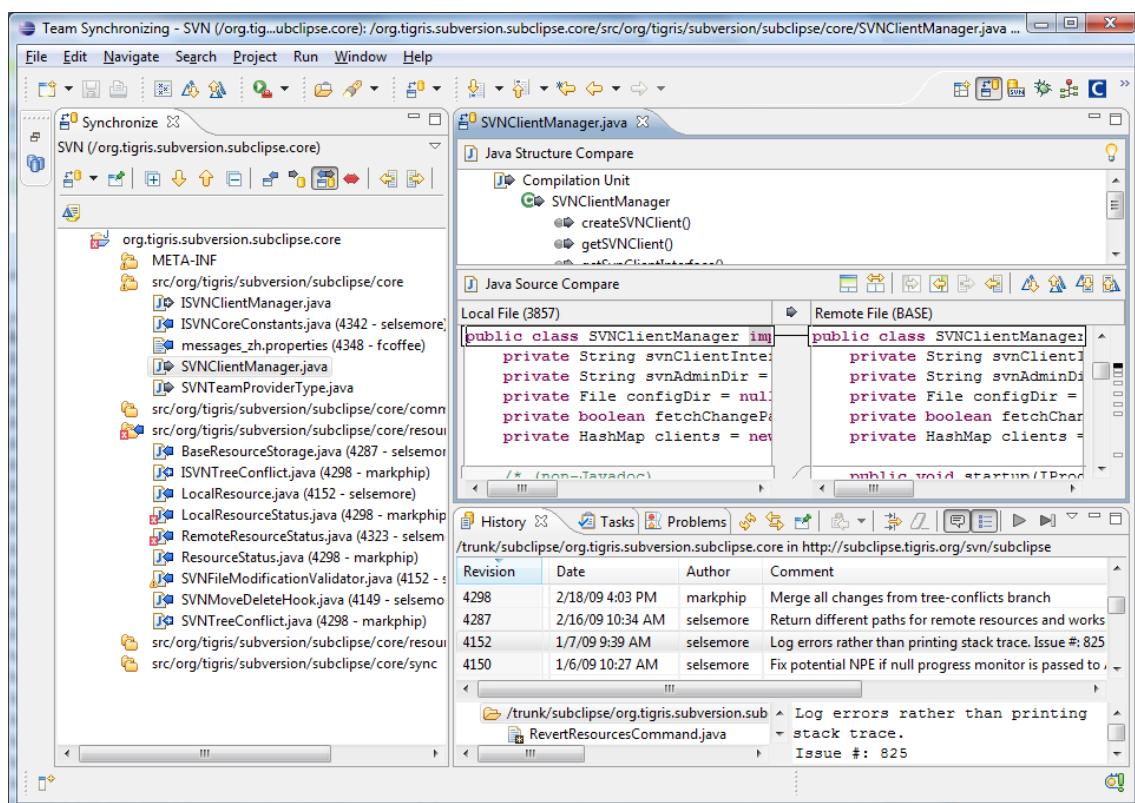 Team Synchronizing - SVN (/org.tig...ubclipse.core): /org.tigris.subversion.subclipse.core/src/org/tigris/subversion/subclipse/core/SVNClientManager.java ...
File Edit Navigate Search Project Run Window Help
Synchronize
SVN (/org.tigris.subversion.subclipse.core)
org.tigris.subversion.subclipse.core
META-INF
src/org/tigris/subversion/subclipse/core
ISVNClientManager.java
ISVNCoreConstants.java (4342 - selsemore)
messages_zh.properties (4348 - fcoffee)
SVNClientManager.java
SVNTeamProviderType.java
src/org/tigris/subversion/subclipse/core/comm
src/org/tigris/subversion/subclipse/core/resour
BaseResourceStorage.java (4287 - selsemor
ISVNTreeConflict.java (4298 - markphip)
LocalResource.java (4152 - selsemore)
LocalResourceStatus.java (4298 - markphip
RemoteResourceStatus.java (4323 - selsem
ResourceStatus.java (4298 - markphip)
SVNFileModificationValidator.java (4152 - s
SVNMoveDeleteHook.java (4149 - selsemo
SVNTreeConflict.java (4298 - markphip)
src/org/tigris/subversion/subclipse/core/resour
src/org/tigris/subversion/subclipse/core/sync
SVNClientManager.java
Java Structure Compare
Compilation Unit
SVNClientManager
createSVNClient()
getSVNClient()
getSvnClientInterface()
Java Source Compare
Local File (3857)
public class SVNClientManager imp
private String svnClientInte
private String svnAdminDir =
private File configDir = nul
private boolean fetchChangePa
private HashMap clients = new
/* (non-Javadoc)
Remote File (BASE)
public class SVNClientManager
private String svnClientI
private String svnAdminDi
private File configDir =
private boolean fetchChan
private HashMap clients =
public void startup(IProg
History Tasks Problems
/trunk/subclipse/org.tigris.subversion.subclipse.core in http://subclipse.tigris.org/svn/subclipse
Revision Date Author Comment
4298 2/18/09 4:03 PM markphip Merge all changes from tree-conflicts branch
4287 2/16/09 10:34 AM selsemore Return different paths for remote resources and works
4152 1/7/09 9:39 AM selsemore Log errors rather than printing stack trace. Issue #: 825
4150 1/6/09 10:27 AM selsemore Fix potential NPE if null progress monitor is passed to
/trunk/subclipse/org.tigris.subversion.sub
RevertResourcesCommand.java
Log errors rather than printing
stack trace.
Issue #: 825